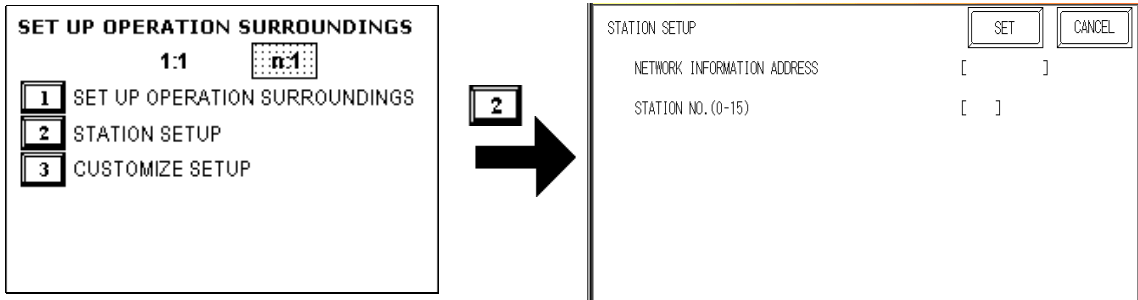 SET UP OPERATION SURROUNDINGS
1:1 n:1
1 SET UP OPERATION SURROUNDINGS
2 STATION SETUP
3 CUSTOMIZE SETUP
2
STATION SETUP SET CANCEL
NETWORK INFORMATION ADDRESS [ ]
STATION NO.(0-15) [ ]